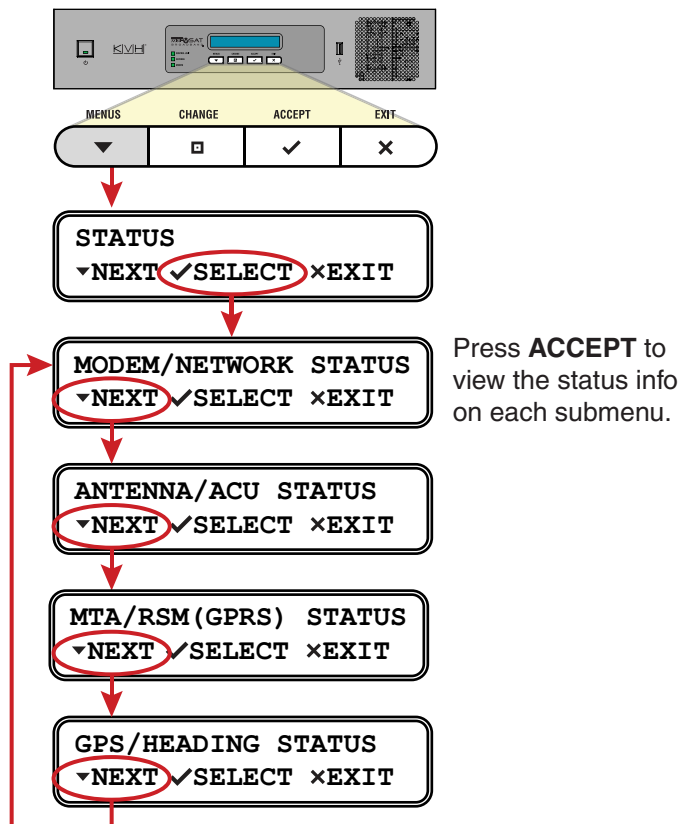 KVH
MENUS CHANGE ACCEPT EXIT
STATUS
▼NEXT ✓SELECT ×EXIT
MODEM/NETWORK STATUS
▼NEXT ✓SELECT ×EXIT
Press ACCEPT to
view the status info
on each submenu.
ANTENNA/ACU STATUS
▼NEXT ✓SELECT ×EXIT
MTA/RSM(GPRS) STATUS
▼NEXT ✓SELECT ×EXIT
GPS/HEADING STATUS
▼NEXT ✓SELECT ×EXIT